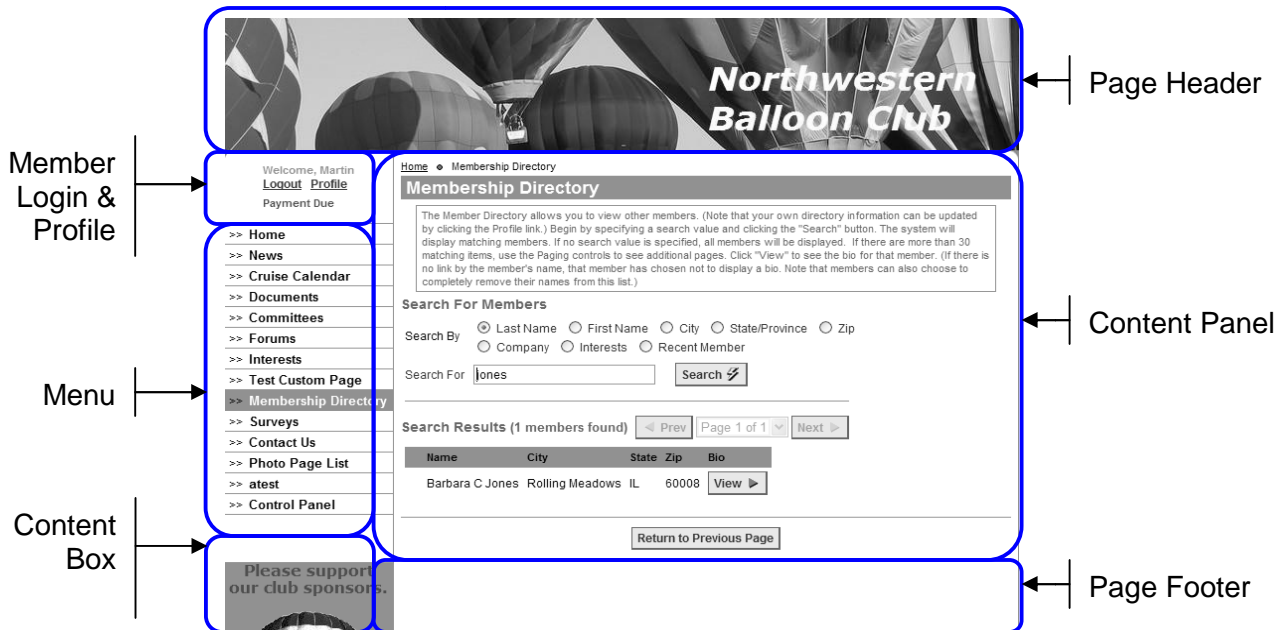 Northwestern
Balloon Club
Page Header
Member
Login &
Profile
Welcome, Martin
Logout Profile
Payment Due
Home Membership Directory
Membership Directory
The Member Directory allows you to view other members. (Note that your own directory information can be updated
by clicking the Profile link.) Begin by specifying a search value and clicking the "Search" button. The system will
display matching members. If no search value is specified, all members will be displayed. If there are more than 30
matching items, use the Paging controls to see additional pages. Click "View" to see the bio for that member. (If there is
no link by the member's name, that member has chosen not to display a bio. Note that members can also choose to
completely remove their names from this list.)
Search For Members
Search By
Last Name First Name City State/Province Zip
Company Interests Recent Member
Search For jones Search
Search Results (1 members found) Prev Page 1 of 1 Next
Name City State Zip Bio
Barbara C Jones Rolling Meadows IL 60008 View
Return to Previous Page
Content Panel
Menu
>> Home
>> News
>> Cruise Calendar
>> Documents
>> Committees
>> Forums
>> Interests
>> Test Custom Page
>> Membership Directory
>> Surveys
>> Contact Us
>> Photo Page List
>> atest
>> Control Panel
Content
Box
Please support
our club sponsors.
Page Footer